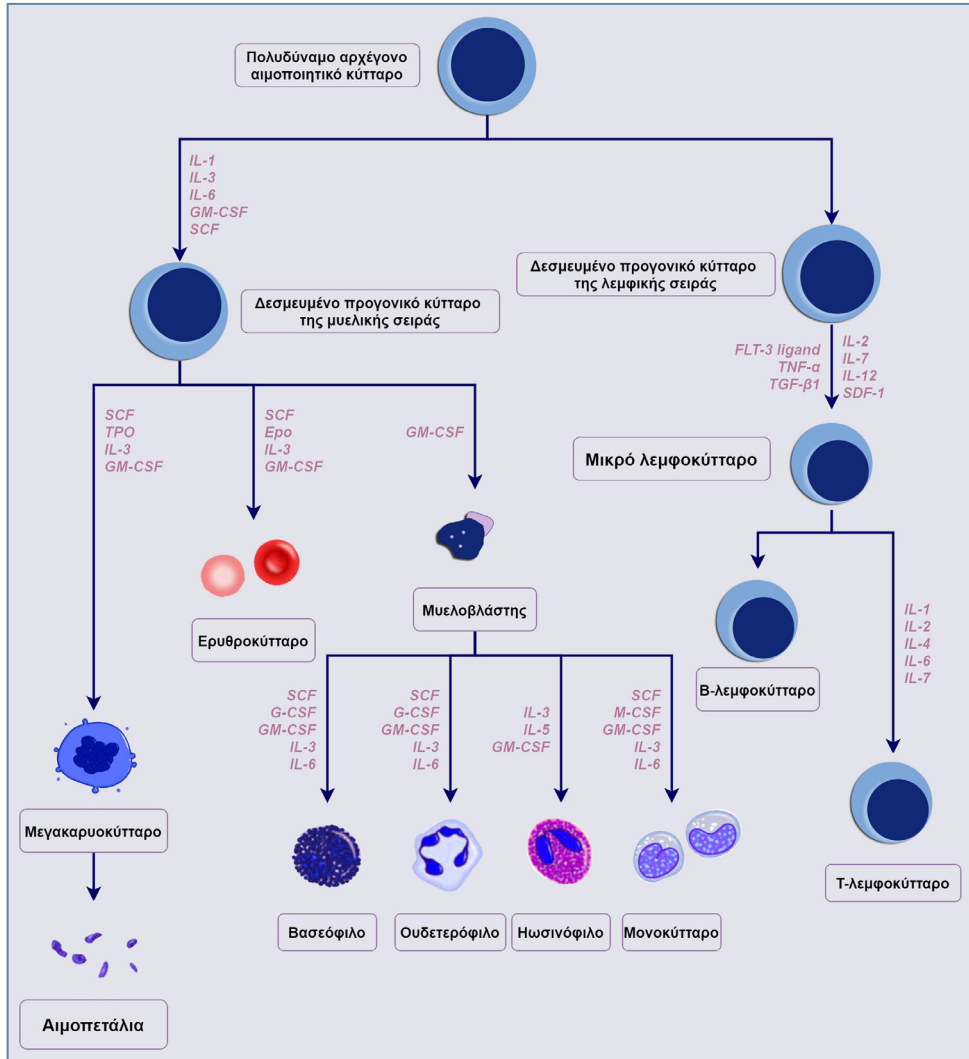 Πολυδύναμο αρχέγονο
αιμοποιητικό κύτταρο
IL-1
IL-3
IL-6
GM-CSF
SCF
Δεσμευμένο προγονικό κύτταρο
της μυελικής σειράς
Δεσμευμένο προγονικό κύτταρο
της λεμφικής σειράς
FLT-3 ligand
TNF-α
TGF-β1
IL-2
IL-7
IL-12
SDF-1
SCF
TPO
IL-3
GM-CSF
SCF
Epo
IL-3
GM-CSF
GM-CSF
Μικρό λεμφοκύτταρο
Ερυθροκύτταρο
Μυελοβλάστης
Β-λεμφοκύτταρο
IL-1
IL-2
IL-4
IL-6
IL-7
SCF
G-CSF
GM-CSF
IL-3
IL-6
SCF
G-CSF
GM-CSF
IL-3
IL-6
IL-3
IL-5
GM-CSF
SCF
M-CSF
GM-CSF
IL-3
IL-6
Μεγακαρυοκύτταρο
Βασεόφιλο
Ουδετερόφιλο
Ηωσινόφιλο
Μονοκύτταρο
Τ-λεμφοκύτταρο
Αιμοπετάλια